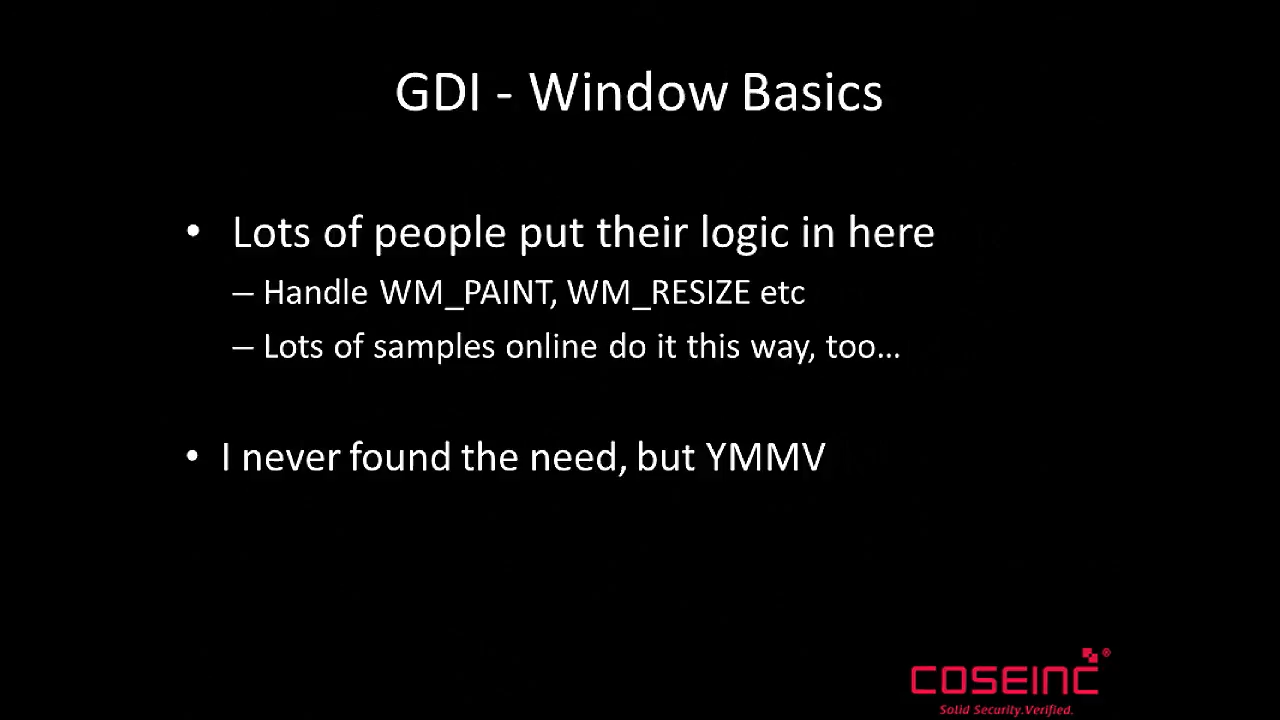 GDI - Window Basics
• Lots of people put their logic in here
– Handle WM_PAINT, WM_RESIZE etc
– Lots of samples online do it this way, too…
• I never found the need, but YMMV
COSEINC®
Solid Security.Verified.